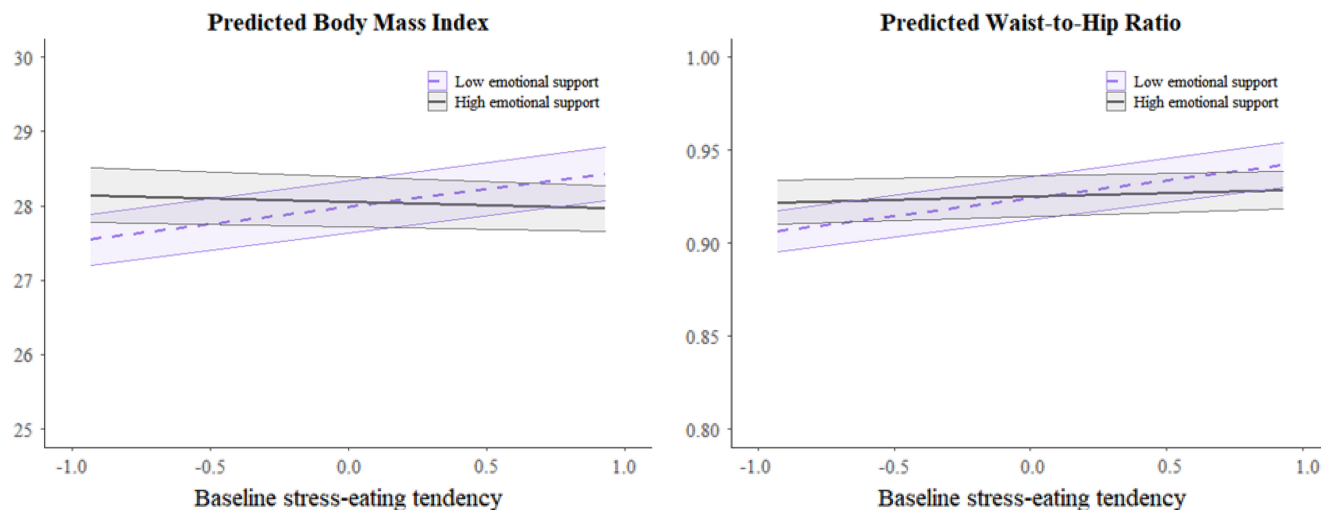 Predicted Body Mass Index
30
29
28
27
26
25
Low emotional support
High emotional support
-1.0 -0.5 0.0 0.5 1.0
Baseline stress-eating tendency
Predicted Waist-to-Hip Ratio
1.00
0.95
0.90
0.85
0.80
Low emotional support
High emotional support
-1.0 -0.5 0.0 0.5 1.0
Baseline stress-eating tendency